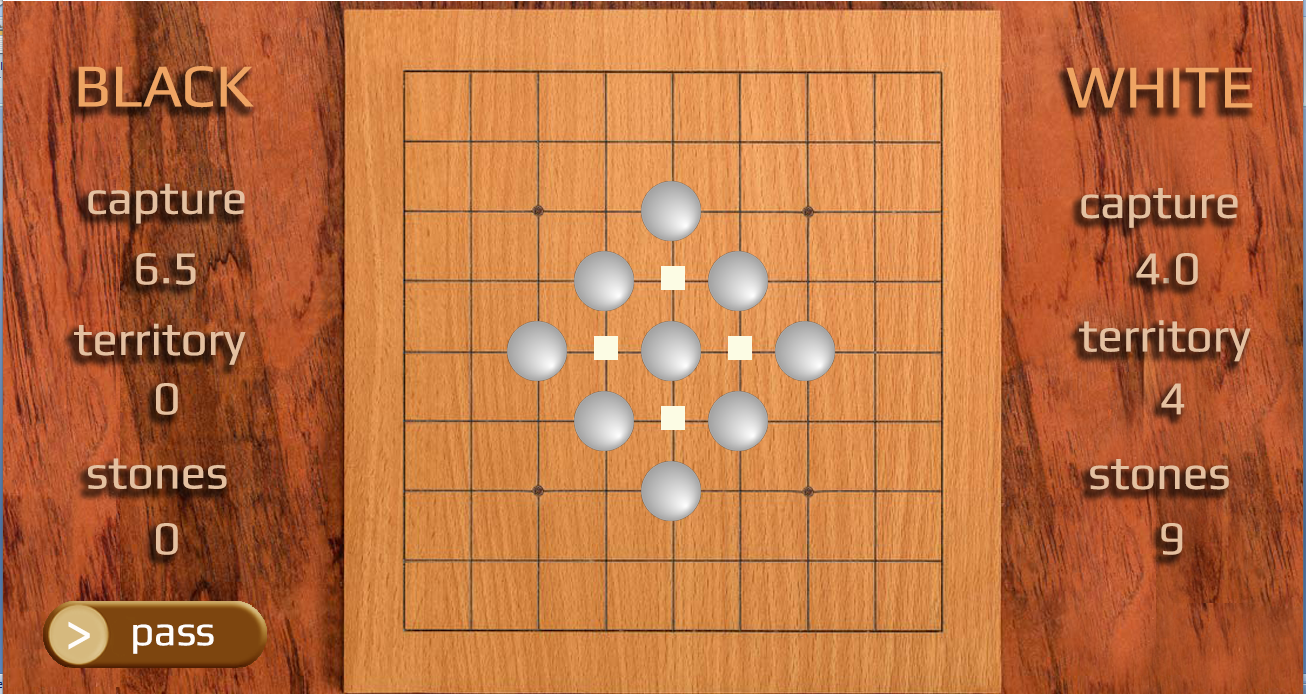 BLACK
capture
6.5
territory
0
stones
0
> pass
WHITE
capture
4.0
territory
4
stones
9